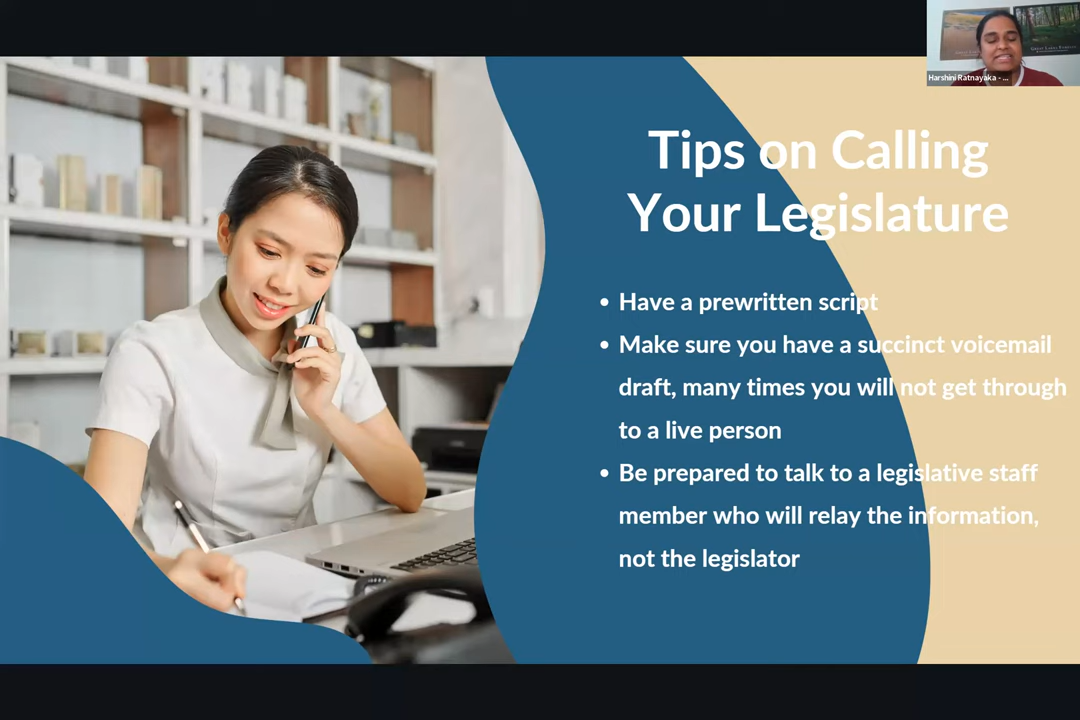 Harshini Ratnayaka - ...
Tips on Calling
Your Legislature
• Have a prewritten script
• Make sure you have a succinct voicemail
draft, many times you will not get through
to a live person
• Be prepared to talk to a legislative staff
member who will relay the information,
not the legislator